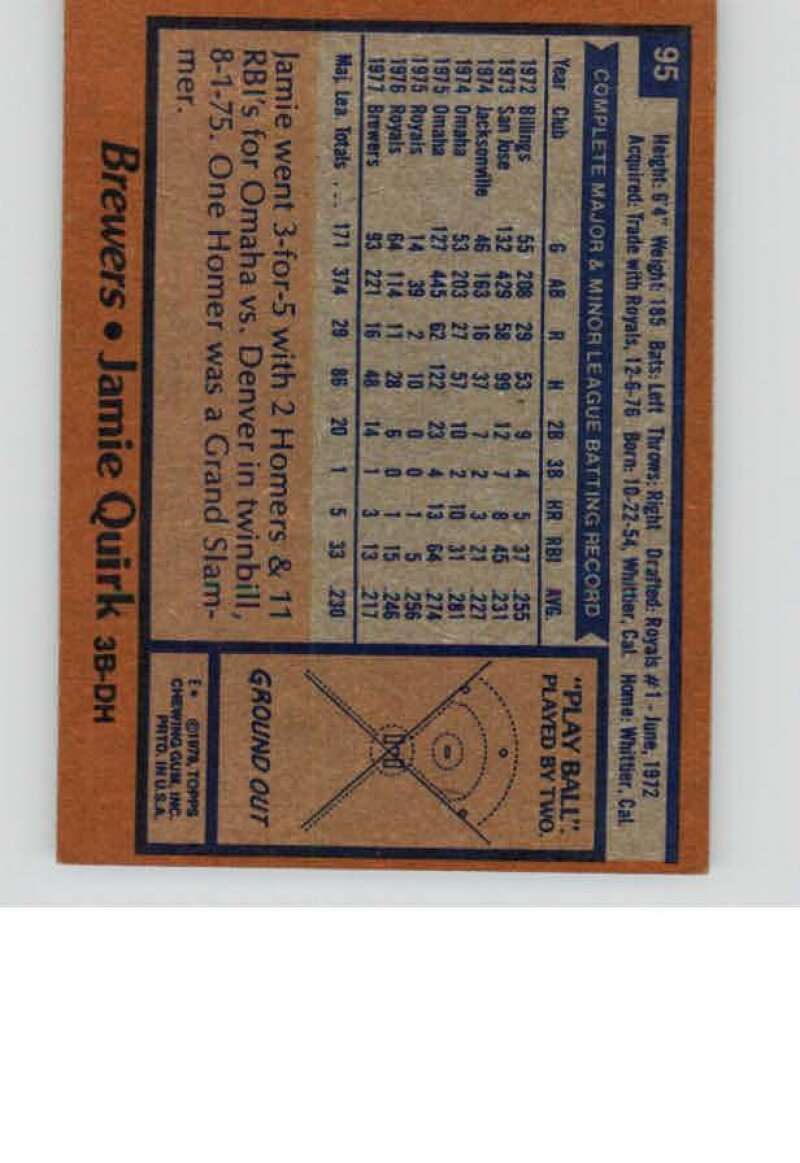 95
Height: 6'4" Weight: 185 Bats: Left Throws: Right Drafted: Royals #1 - June, 1972
Acquired: Trade with Royals, 12-6-76 Born: 10-22-54, Whittier, Cal. Home: Whittier, Cal.
COMPLETE MAJOR & MINOR LEAGUE BATTING RECORD
Year Club G AB R H 2B 3B HR RBI AVG.
1972 Billings 55 208 29 53 9 4 5 37 .255
1973 San Jose 132 429 58 99 12 7 8 45 .231
1974 Jacksonville 46 163 16 37 7 2 3 21 .227
1974 Omaha 53 203 27 57 10 2 10 31 .281
1975 Omaha 127 445 62 122 23 4 13 64 .274
1975 Royals 14 39 2 10 0 0 1 5 .256
1976 Royals 64 114 11 28 6 0 1 15 .246
1977 Brewers 93 221 16 48 14 1 3 13 .217
Maj. Lea. Totals . -- 171 374 29 86 20 1 5 33 .230
Jamie went 3-for-5 with 2 Homers & 11
RBI's for Omaha vs. Denver in twinbill,
8-1-75. One Homer was a Grand Slam-
mer.
"PLAY BALL":
PLAYED BY TWO.
GROUND OUT
E* ©1978, TOPPS
CHEWING GUM, INC.
PRTD. IN U.S.A.
Brewers • Jamie Quirk 3B-DH